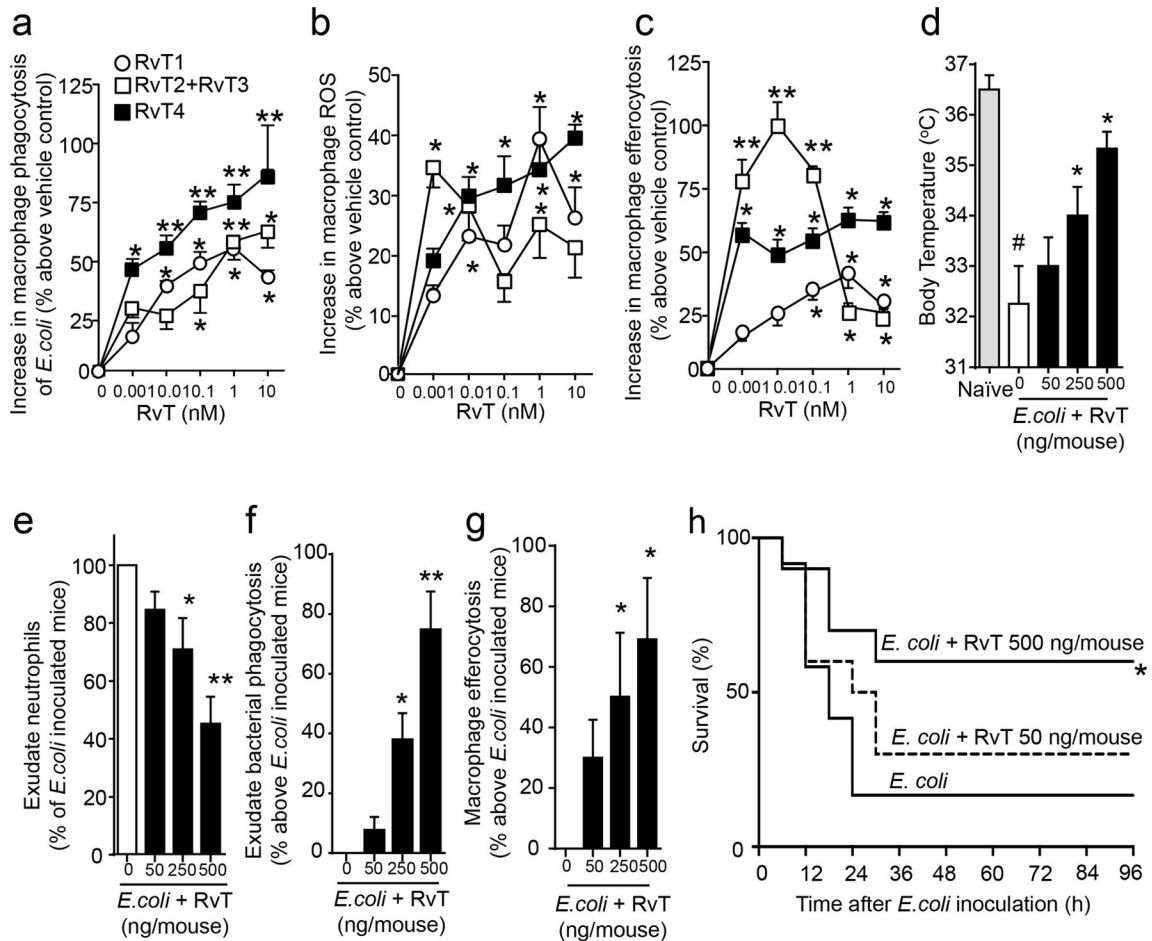 a
RvT1
RvT2+RvT3
RvT4
Increase in macrophage phagocytosis
of E.coli (% above vehicle control)
125
100
75
50
25
0
** ** ** ** * * * ** * * * *
0 0.001 0.01 0.1 1 10
RvT (nM)
b
Increase in macrophage ROS
(% above vehicle control)
50
40
30
20
10
0
* * * * * * * * *
0 0.001 0.01 0.1 1 10
RvT (nM)
c
Increase in macrophage efferocytosis
(% above vehicle control)
125
100
75
50
25
0
** ** ** * * * * * * * * * *
0 0.001 0.01 0.1 1 10
RvT (nM)
d
Body Temperature (ºC)
37
36
35
34
33
32
31
# * *
Naïve 0 50 250 500
E.coli + RvT
(ng/mouse)
e
Exudate neutrophils
(% of E.coli inoculated mice)
100
80
60
40
20
0
* **
0 50 250 500
E.coli + RvT
(ng/mouse)
f
Exudate bacterial phagocytosis
(% above E.coli inoculated mice)
100
80
60
40
20
0
* **
0 50 250 500
E.coli + RvT
(ng/mouse)
g
Macrophage efferocytosis
(% above E.coli inoculated mice)
100
80
60
40
20
0
* *
0 50 250 500
E.coli + RvT
(ng/mouse)
h
Survival (%)
100
50
0
E. coli + RvT 500 ng/mouse
*
E. coli + RvT 50 ng/mouse
E. coli
0 12 24 36 48 60 72 84 96
Time after E.coli inoculation (h)